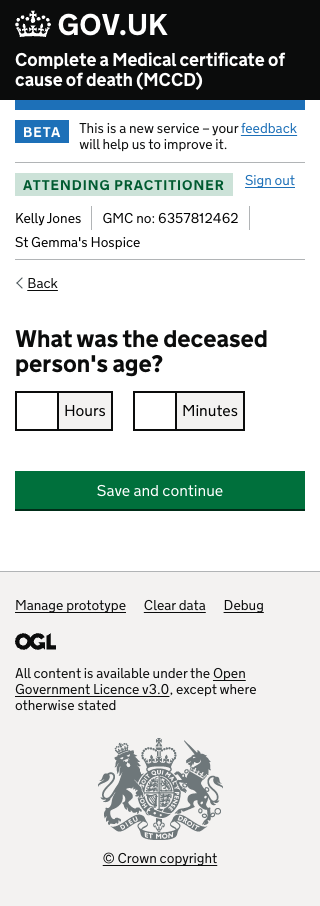 GOV.UK
Complete a Medical certificate of
cause of death (MCCD)
BETA
This is a new service – your feedback
will help us to improve it.
ATTENDING PRACTITIONER
Sign out
Kelly Jones
GMC no: 6357812462
St Gemma's Hospice
Back
What was the deceased
person's age?
Hours
Minutes
Save and continue
Manage prototype
Clear data
Debug
OGL
All content is available under the Open
Government Licence v3.0, except where
otherwise stated
DIEU ET MON
© Crown copyright